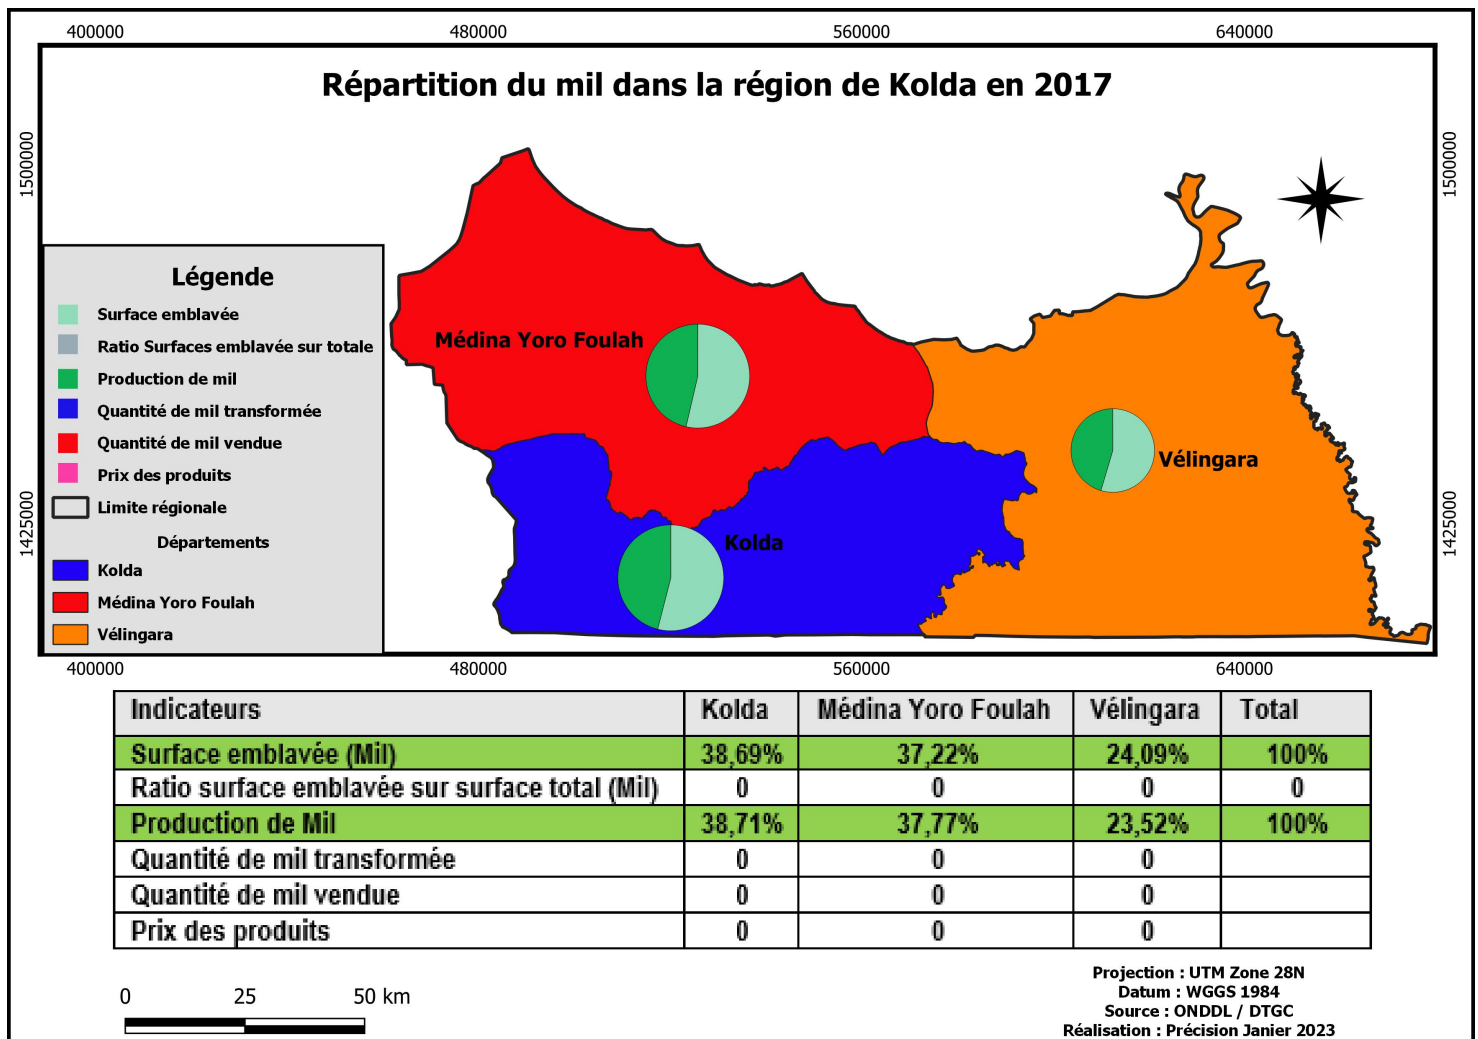 400000 480000 560000 640000
Répartition du mil dans la région de Kolda en 2017
1500000
1500000
1425000
1425000
Légende
Surface emblavée
Ratio Surfaces emblavée sur totale
Production de mil
Quantité de mil transformée
Quantité de mil vendue
Prix des produits
Limite régionale
Départements
Kolda
Médina Yoro Foulah
Vélingara
Médina Yoro Foulah
Vélingara
Kolda
400000 480000 560000 640000
Indicateurs Kolda Médina Yoro Foulah Vélingara Total
Surface emblavée (Mil) 38,69% 37,22% 24,09% 100%
Ratio surface emblavée sur surface total (Mil) 0 0 0 0
Production de Mil 38,71% 37,77% 23,52% 100%
Quantité de mil transformée 0 0 0
Quantité de mil vendue 0 0 0
Prix des produits 0 0 0
0 25 50 km
Projection : UTM Zone 28N
Datum : WGGS 1984
Source : ONDDL / DTGC
Réalisation : Précision Janier 2023